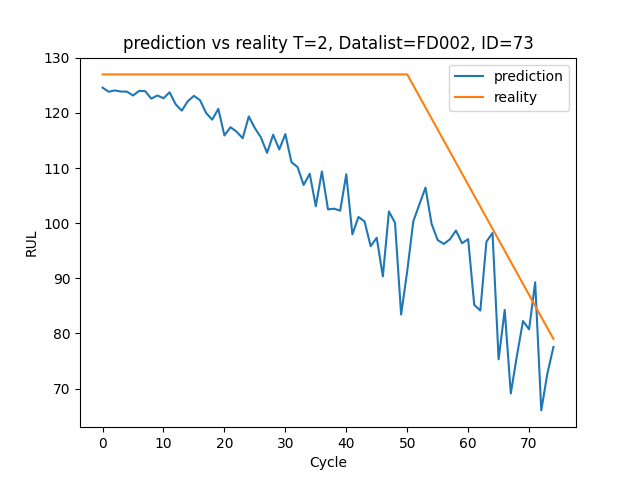 prediction vs reality T=2, Datalist=FD002, ID=73
prediction
reality
130
120
110
100
90
80
70
RUL
0 10 20 30 40 50 60 70
Cycle